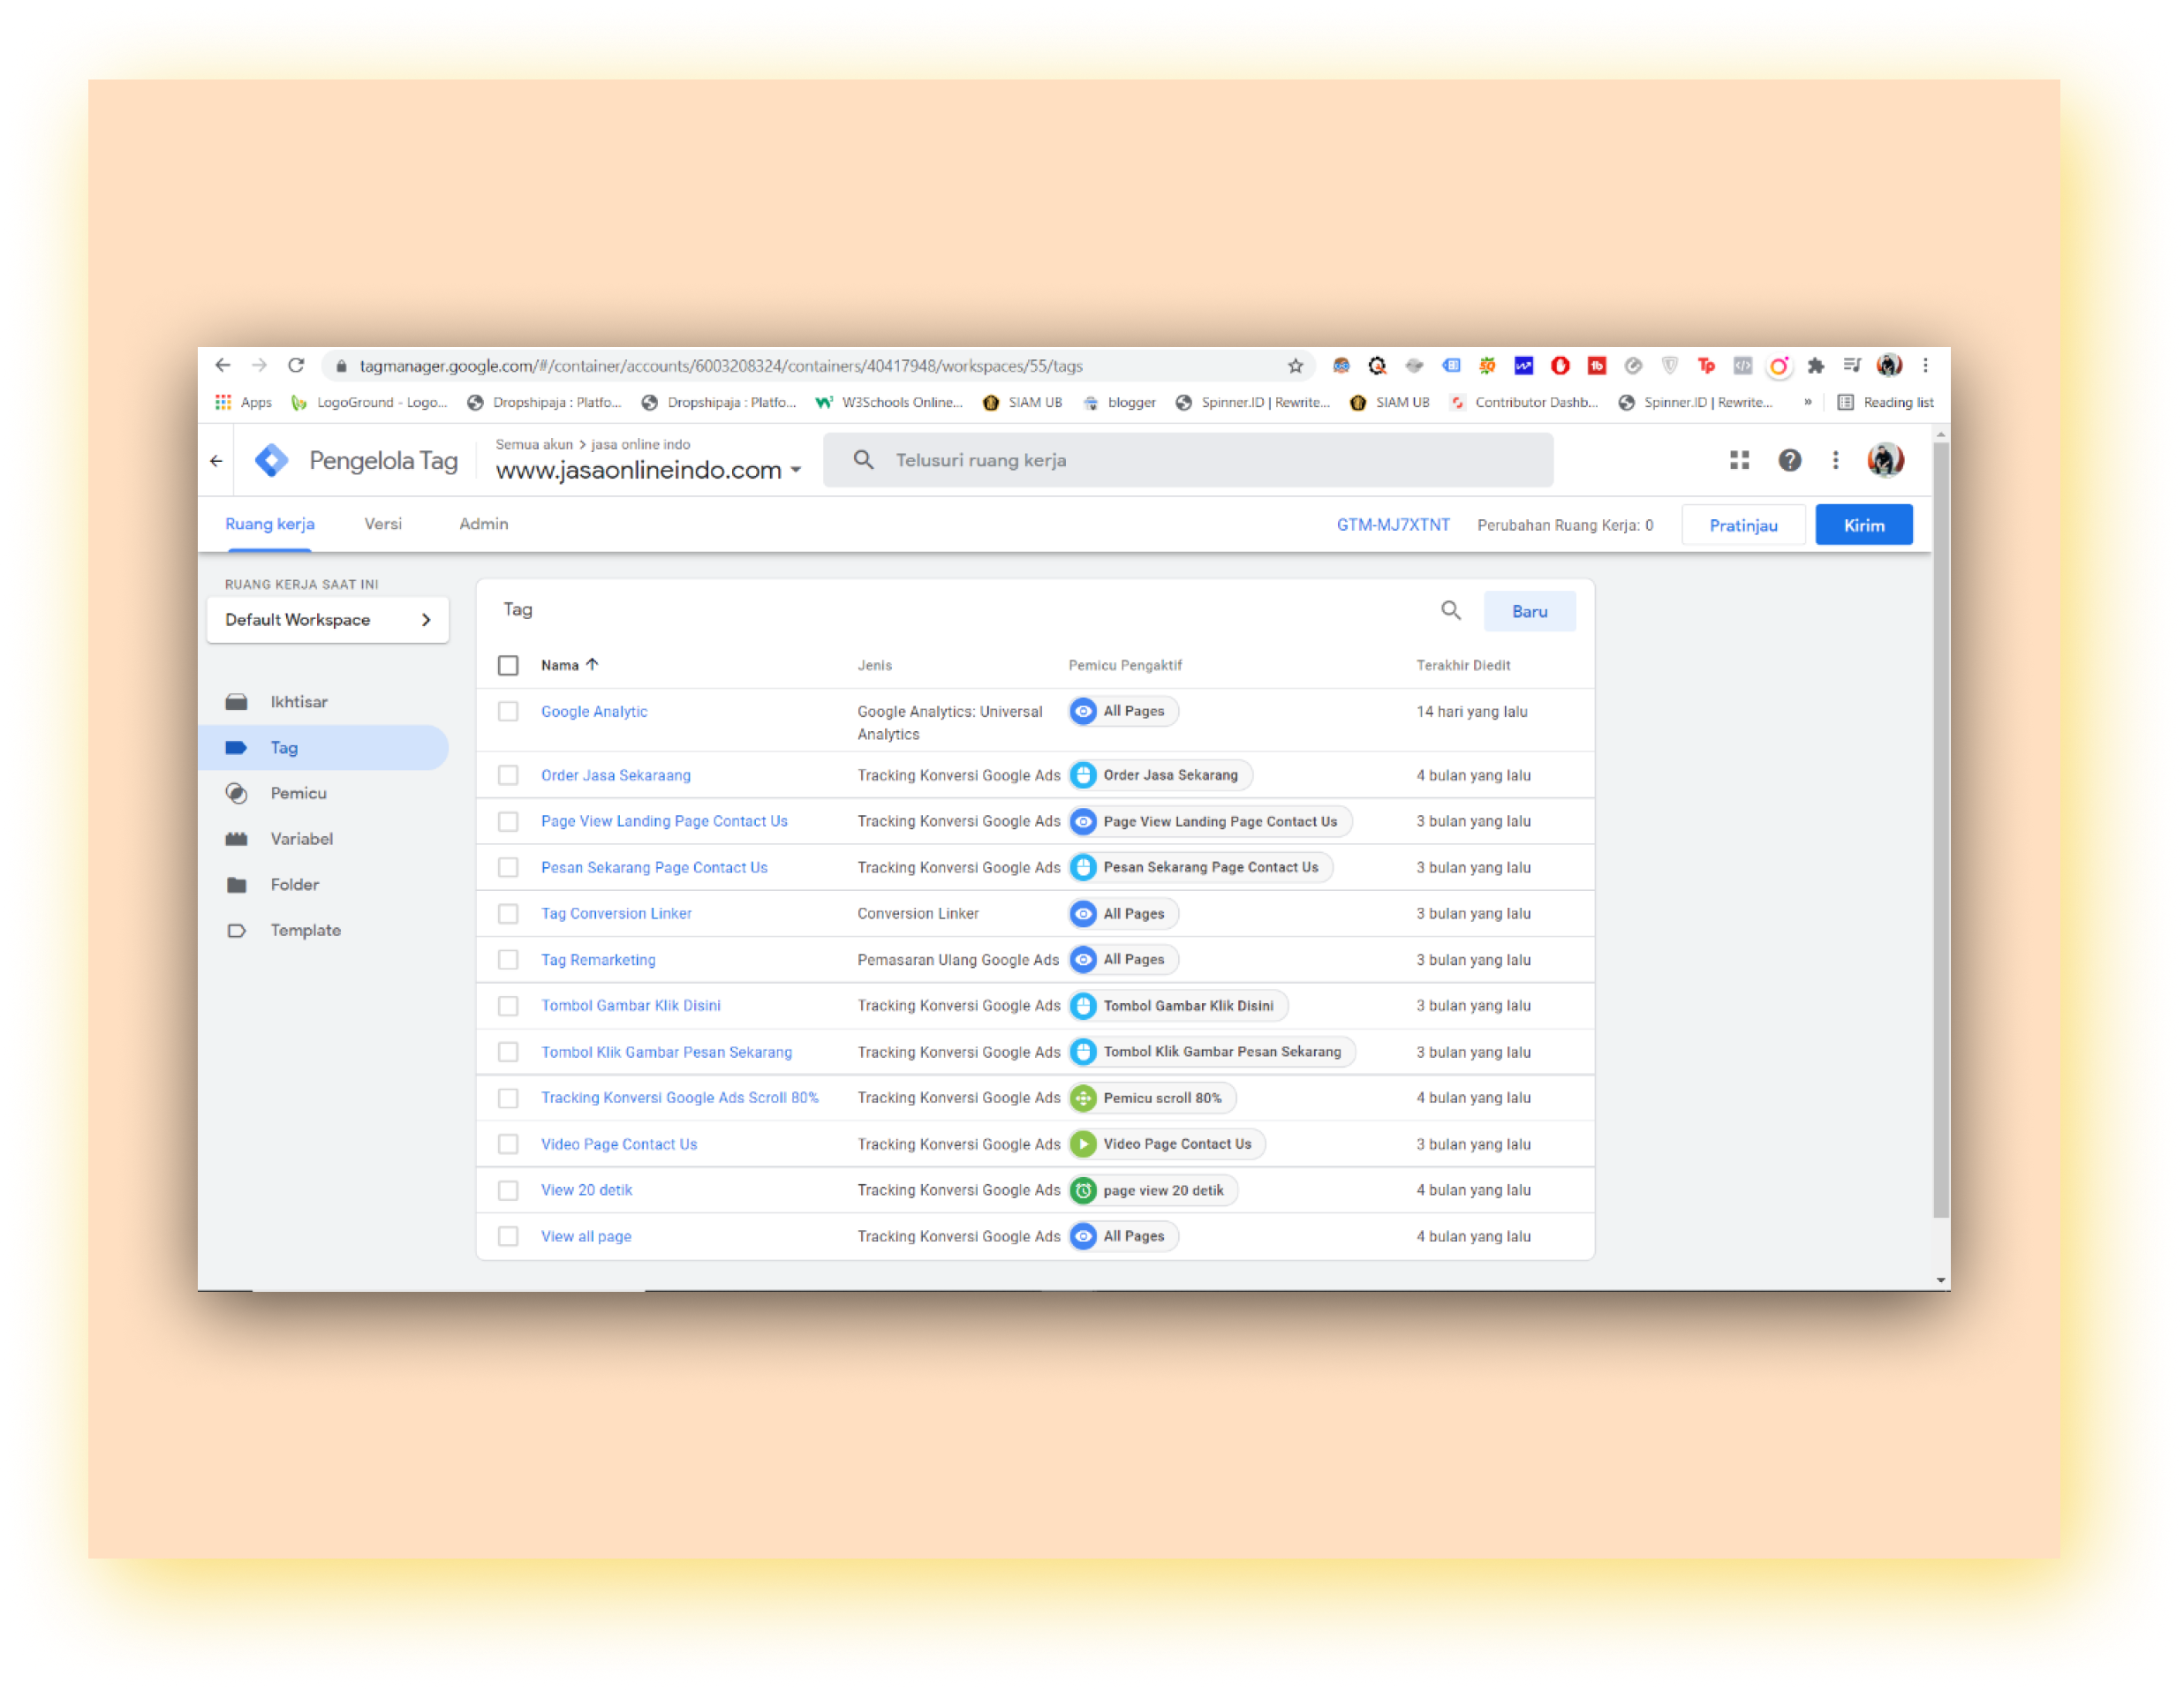 tagmanager.google.com/#/container/accounts/6003208324/containers/40417948/workspaces/55/tags
Apps LogoGround - Logo... Dropshipaja : Platfo... Dropshipaja : Platfo... W3Schools Online... SIAM UB blogger Spinner.ID | Rewrite... SIAM UB Contributor Dashb... Spinner.ID | Rewrite... » Reading list
Pengelola Tag
Semua akun > jasa online indo
www.jasaonlineindo.com
Telusuri ruang kerja
Ruang kerja Versi Admin GTM-MJ7XTNT Perubahan Ruang Kerja: 0 Pratinjau Kirim
RUANG KERJA SAAT INI
Default Workspace
Ikhtisar
Tag
Pemicu
Variabel
Folder
Template
Tag Baru
Nama Jenis Pemicu Pengaktif Terakhir Diedit
Google Analytic Google Analytics: Universal All Pages 14 hari yang lalu
Analytics
Order Jasa Sekaraang Tracking Konversi Google Ads Order Jasa Sekarang 4 bulan yang lalu
Page View Landing Page Contact Us Tracking Konversi Google Ads Page View Landing Page Contact Us 3 bulan yang lalu
Pesan Sekarang Page Contact Us Tracking Konversi Google Ads Pesan Sekarang Page Contact Us 3 bulan yang lalu
Tag Conversion Linker Conversion Linker All Pages 3 bulan yang lalu
Tag Remarketing Pemasaran Ulang Google Ads All Pages 3 bulan yang lalu
Tombol Gambar Klik Disini Tracking Konversi Google Ads Tombol Gambar Klik Disini 3 bulan yang lalu
Tombol Klik Gambar Pesan Sekarang Tracking Konversi Google Ads Tombol Klik Gambar Pesan Sekarang 3 bulan yang lalu
Tracking Konversi Google Ads Scroll 80% Tracking Konversi Google Ads Pemicu scroll 80% 4 bulan yang lalu
Video Page Contact Us Tracking Konversi Google Ads Video Page Contact Us 3 bulan yang lalu
View 20 detik Tracking Konversi Google Ads page view 20 detik 4 bulan yang lalu
View all page Tracking Konversi Google Ads All Pages 4 bulan yang lalu